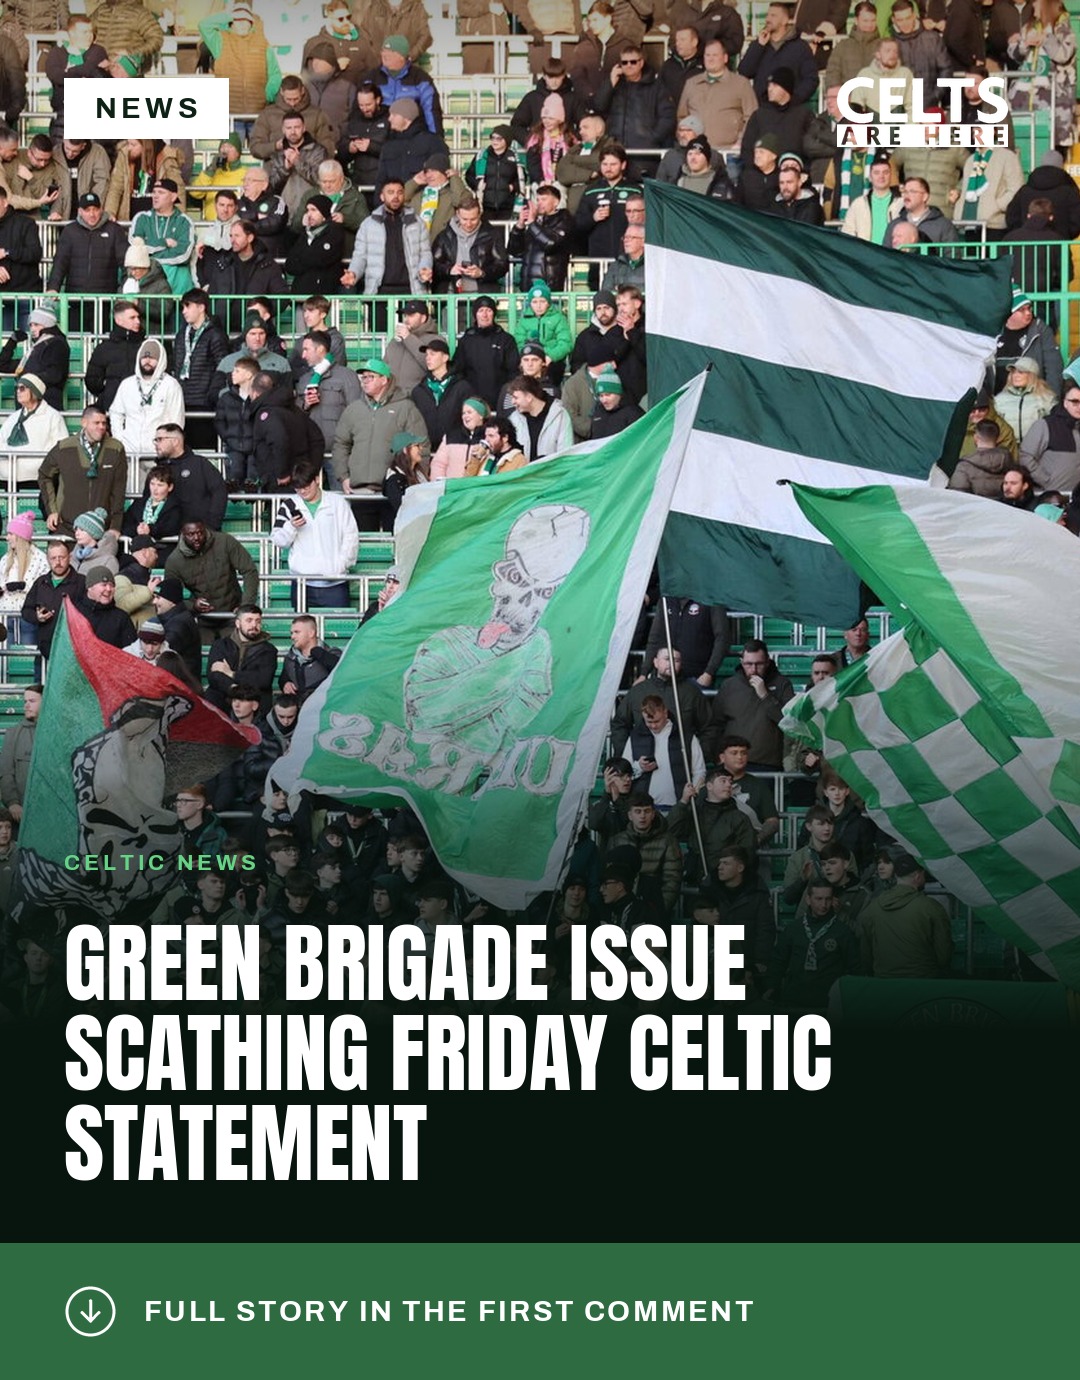 NEWS
CELTS
ARE HERE
CELTIC NEWS
GREEN BRIGADE ISSUE
SCATHING FRIDAY CELTIC
STATEMENT
FULL STORY IN THE FIRST COMMENT